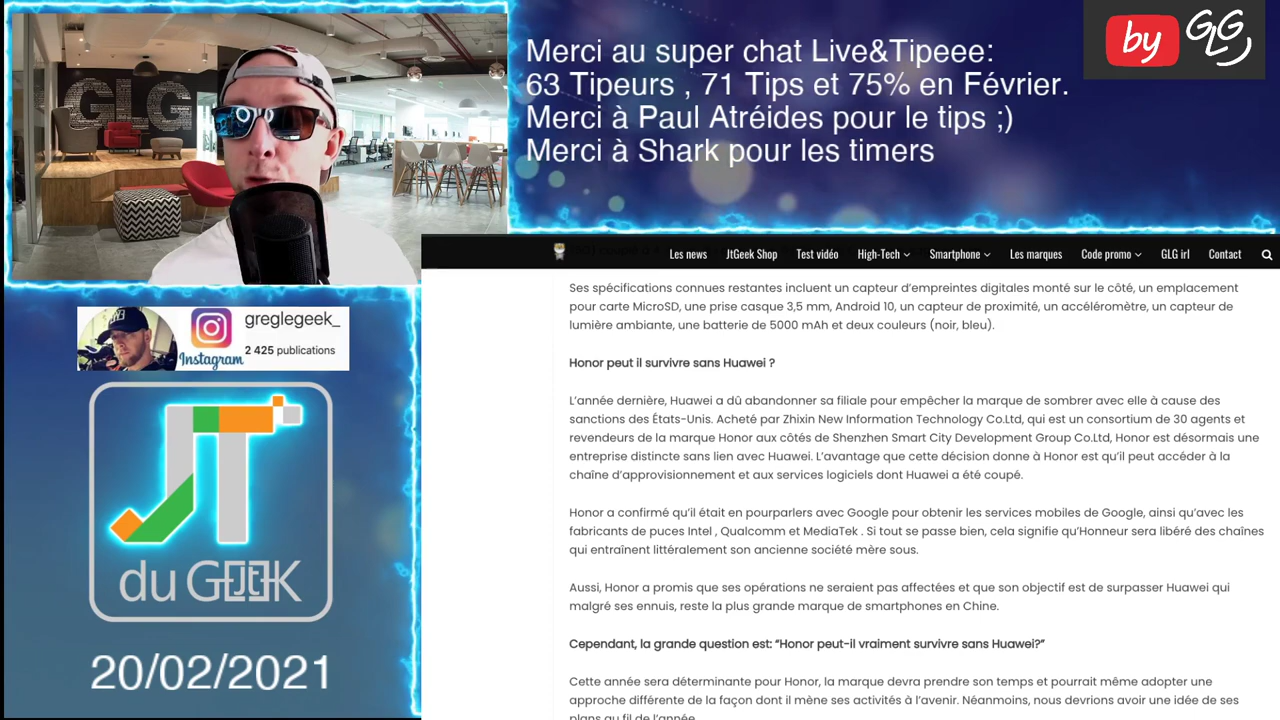 GLG
Merci au super chat Live&Tipeee:
63 Tipeurs , 71 Tips et 75% en Février.
Merci à Paul Atréides pour le tips ;)
Merci à Shark pour les timers
by GLG
Les news JtGeek Shop Test vidéo High-Tech Smartphone Les marques Code promo GLG irl Contact
Ses spécifications connues restantes incluent un capteur d’empreintes digitales monté sur le côté, un emplacement
pour carte MicroSD, une prise casque 3,5 mm, Android 10, un capteur de proximité, un accéléromètre, un capteur de
lumière ambiante, une batterie de 5000 mAh et deux couleurs (noir, bleu).
Honor peut il survivre sans Huawei ?
L’année dernière, Huawei a dû abandonner sa filiale pour empêcher la marque de sombrer avec elle à cause des
sanctions des États-Unis. Acheté par Zhixin New Information Technology Co.Ltd, qui est un consortium de 30 agents et
revendeurs de la marque Honor aux côtés de Shenzhen Smart City Development Group Co.Ltd, Honor est désormais une
entreprise distincte sans lien avec Huawei. L’avantage que cette décision donne à Honor est qu’il peut accéder à la
chaîne d’approvisionnement et aux services logiciels dont Huawei a été coupé.
Honor a confirmé qu’il était en pourparlers avec Google pour obtenir les services mobiles de Google, ainsi qu’avec les
fabricants de puces Intel , Qualcomm et MediaTek . Si tout se passe bien, cela signifie qu’Honneur sera libéré des chaînes
qui entraînent littéralement son ancienne société mère sous.
Aussi, Honor a promis que ses opérations ne seraient pas affectées et que son objectif est de surpasser Huawei qui
malgré ses ennuis, reste la plus grande marque de smartphones en Chine.
Cependant, la grande question est: “Honor peut-il vraiment survivre sans Huawei?”
Cette année sera déterminante pour Honor, la marque devra prendre son temps et pourrait même adopter une
approche différente de la façon dont il mène ses activités à l’avenir. Néanmoins, nous devrions avoir une idée de ses
plans au fil de l’année.
greglegeek_
Instagram 2 425 publications
JT
du GEEK
20/02/2021